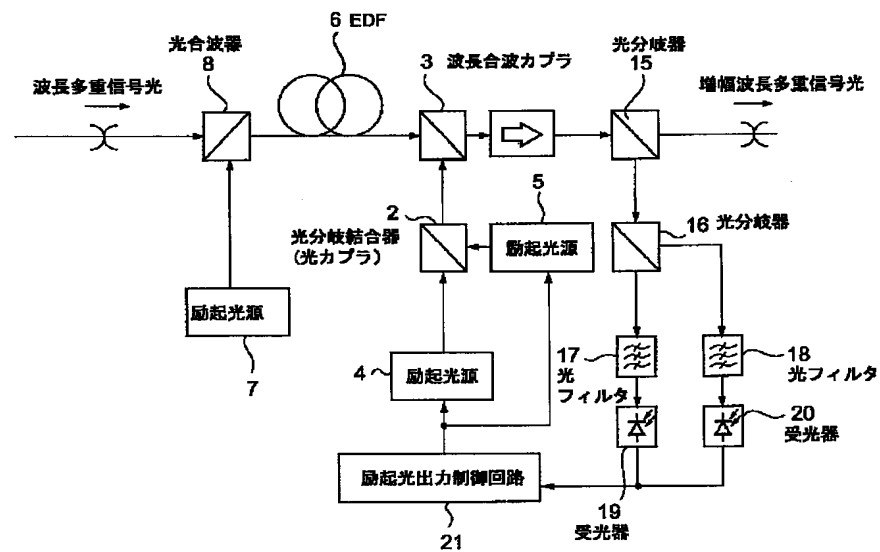 6 EDF
光合波器
8
波長多重信号光
3 波長合波カプラ
光分岐器
15
増幅波長多重信号光
2
光分岐結合器
(光カプラ)
5
励起光源
16 光分岐器
励起光源
7
4
励起光源
17
光
フィルタ
18
光フィルタ
20
受光器
励起光出力制御回路
21
19
受光器